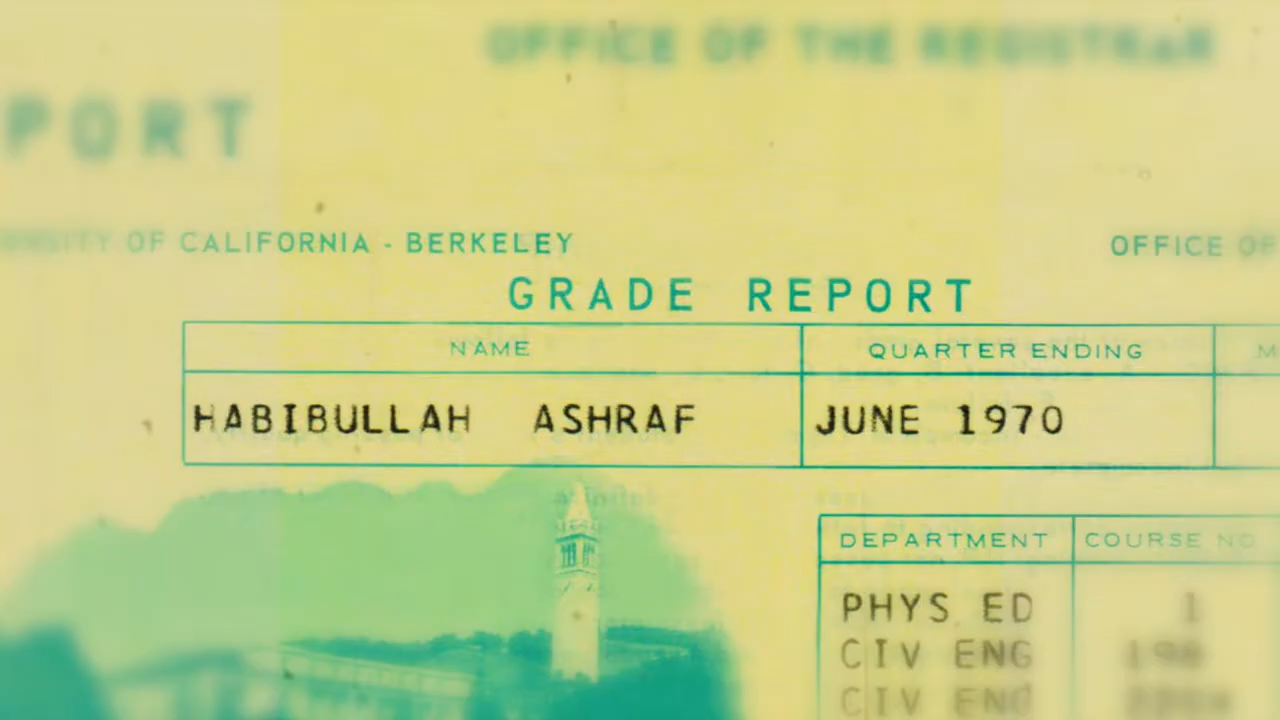 OFFICE OF THE REGISTRAR
PORT
OF CALIFORNIA - BERKELEY
OFFICE OF
GRADE REPORT
NAME
QUARTER ENDING
HABIBULLAH ASHRAF
JUNE 1970
DEPARTMENT
COURSE NO
PHYS ED 1
CIV ENG 198
CIV ENG